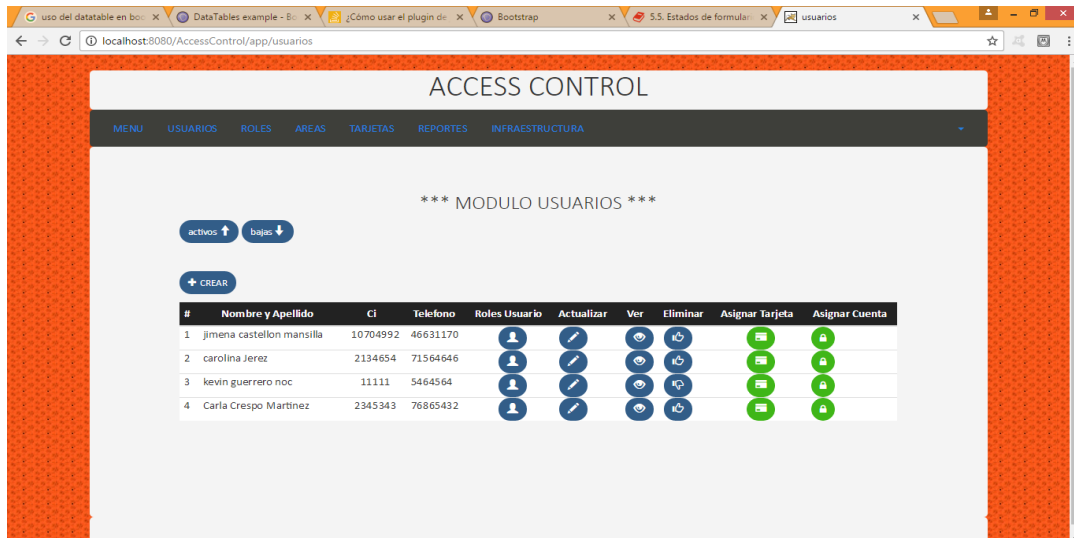 uso del datatable en boo
DataTables example - Bo
¿Cómo usar el plugin de
Bootstrap
5.5. Estados de formulari
usuarios
localhost:8080/AccessControl/app/usuarios
ACCESS CONTROL
MENU USUARIOS ROLES AREAS TARJETAS REPORTES INFRAESTRUCTURA
*** MODULO USUARIOS ***
activos bajas
CREAR
# Nombre y Apellido Ci Telefono Roles Usuario Actualizar Ver Eliminar Asignar Tarjeta Asignar Cuenta
1 jimena castellon mansilla 10704992 46631170
2 carolina Jerez 2134654 71564646
3 kevin guerrero noc 11111 5464564
4 Carla Crespo Martinez 2345343 76865432